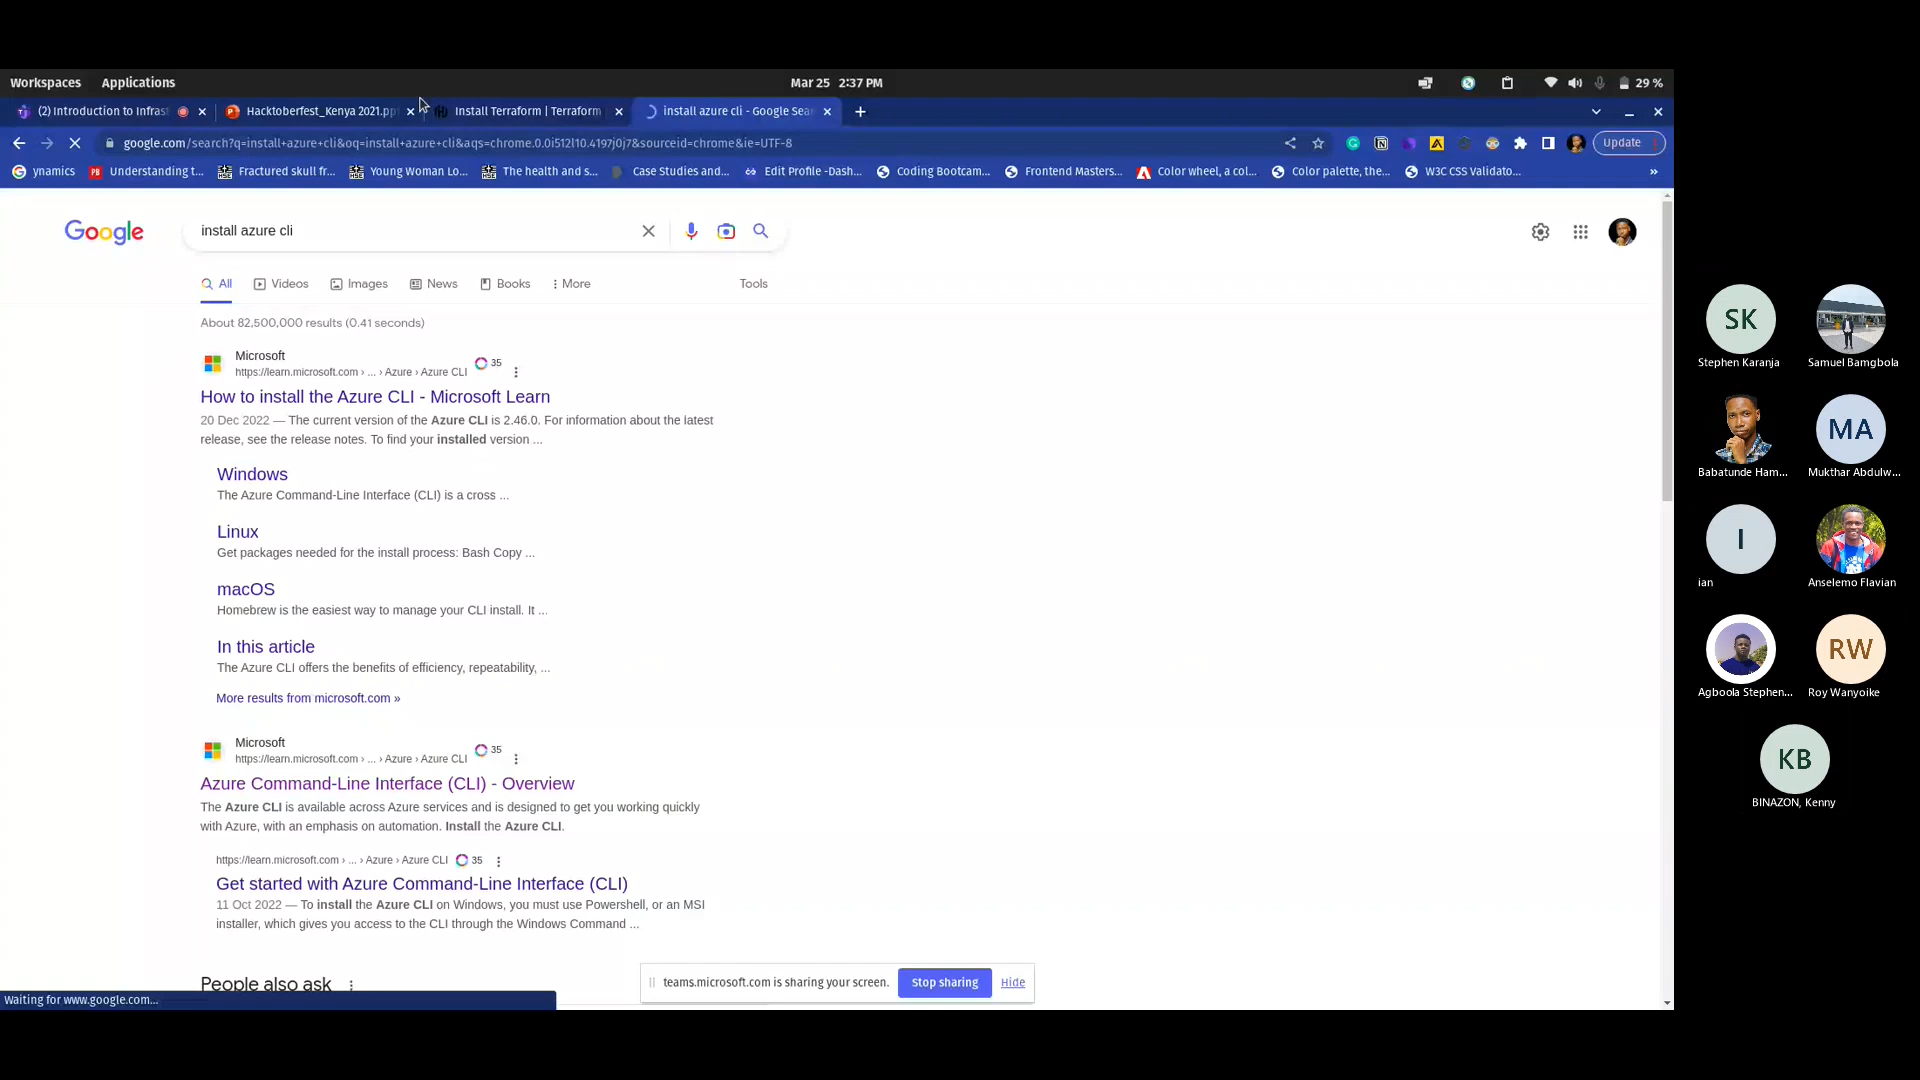 Workspaces Applications Mar 25 2:37 PM 29 %
(2) Introduction to Infras Hacktoberfest_Kenya 2021.pp Install Terraform | Terraform install azure cli - Google Sear
google.com/search?q=install+azure+cli&oq=install+azure+cli&aqs=chrome.0.0i512l10.4197j0j7&sourceid=chrome&ie=UTF-8 Update
ynamics Understanding t... Fractured skull fr... Young Woman Lo... The health and s... Case Studies and... Edit Profile -Dash... Coding Bootcam... Frontend Masters... Color wheel, a col... Color palette, the... W3C CSS Validato... »
Google install azure cli
All Videos Images News Books More Tools
About 82,500,000 results (0.41 seconds)
Microsoft
https://learn.microsoft.com › ... › Azure › Azure CLI 35
How to install the Azure CLI - Microsoft Learn
20 Dec 2022 — The current version of the Azure CLI is 2.46.0. For information about the latest
release, see the release notes. To find your installed version ...
Windows
The Azure Command-Line Interface (CLI) is a cross ...
Linux
Get packages needed for the install process: Bash Copy ...
macOS
Homebrew is the easiest way to manage your CLI install. It ...
In this article
The Azure CLI offers the benefits of efficiency, repeatability, ...
More results from microsoft.com »
Microsoft
https://learn.microsoft.com › ... › Azure › Azure CLI 35
Azure Command-Line Interface (CLI) - Overview
The Azure CLI is available across Azure services and is designed to get you working quickly
with Azure, with an emphasis on automation. Install the Azure CLI.
https://learn.microsoft.com › ... › Azure › Azure CLI 35
Get started with Azure Command-Line Interface (CLI)
11 Oct 2022 — To install the Azure CLI on Windows, you must use Powershell, or an MSI
installer, which gives you access to the CLI through the Windows Command ...
People also ask
teams.microsoft.com is sharing your screen. Stop sharing Hide
Waiting for www.google.com...
SK
Stephen Karanja Samuel Bamgbola
MA
Babatunde Ham... Mukthar Abdulw...
I
ian Anselemo Flavian
RW
Agboola Stephen... Roy Wanyoike
KB
BINAZON, Kenny